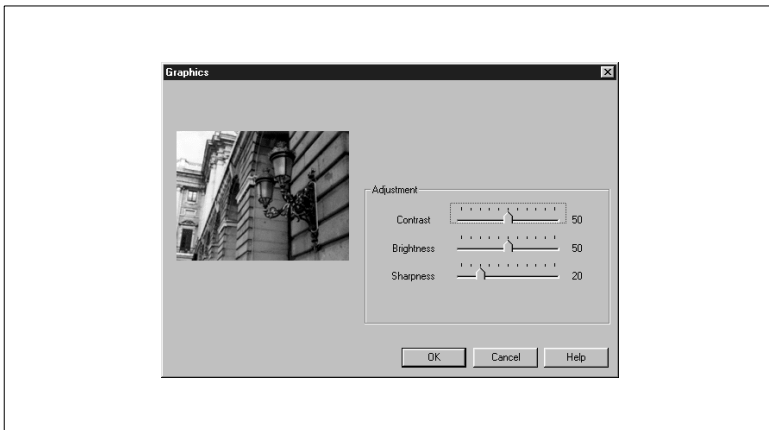 Graphics
Adjustment
Contrast 50
Brightness 50
Sharpness 20
OK Cancel Help